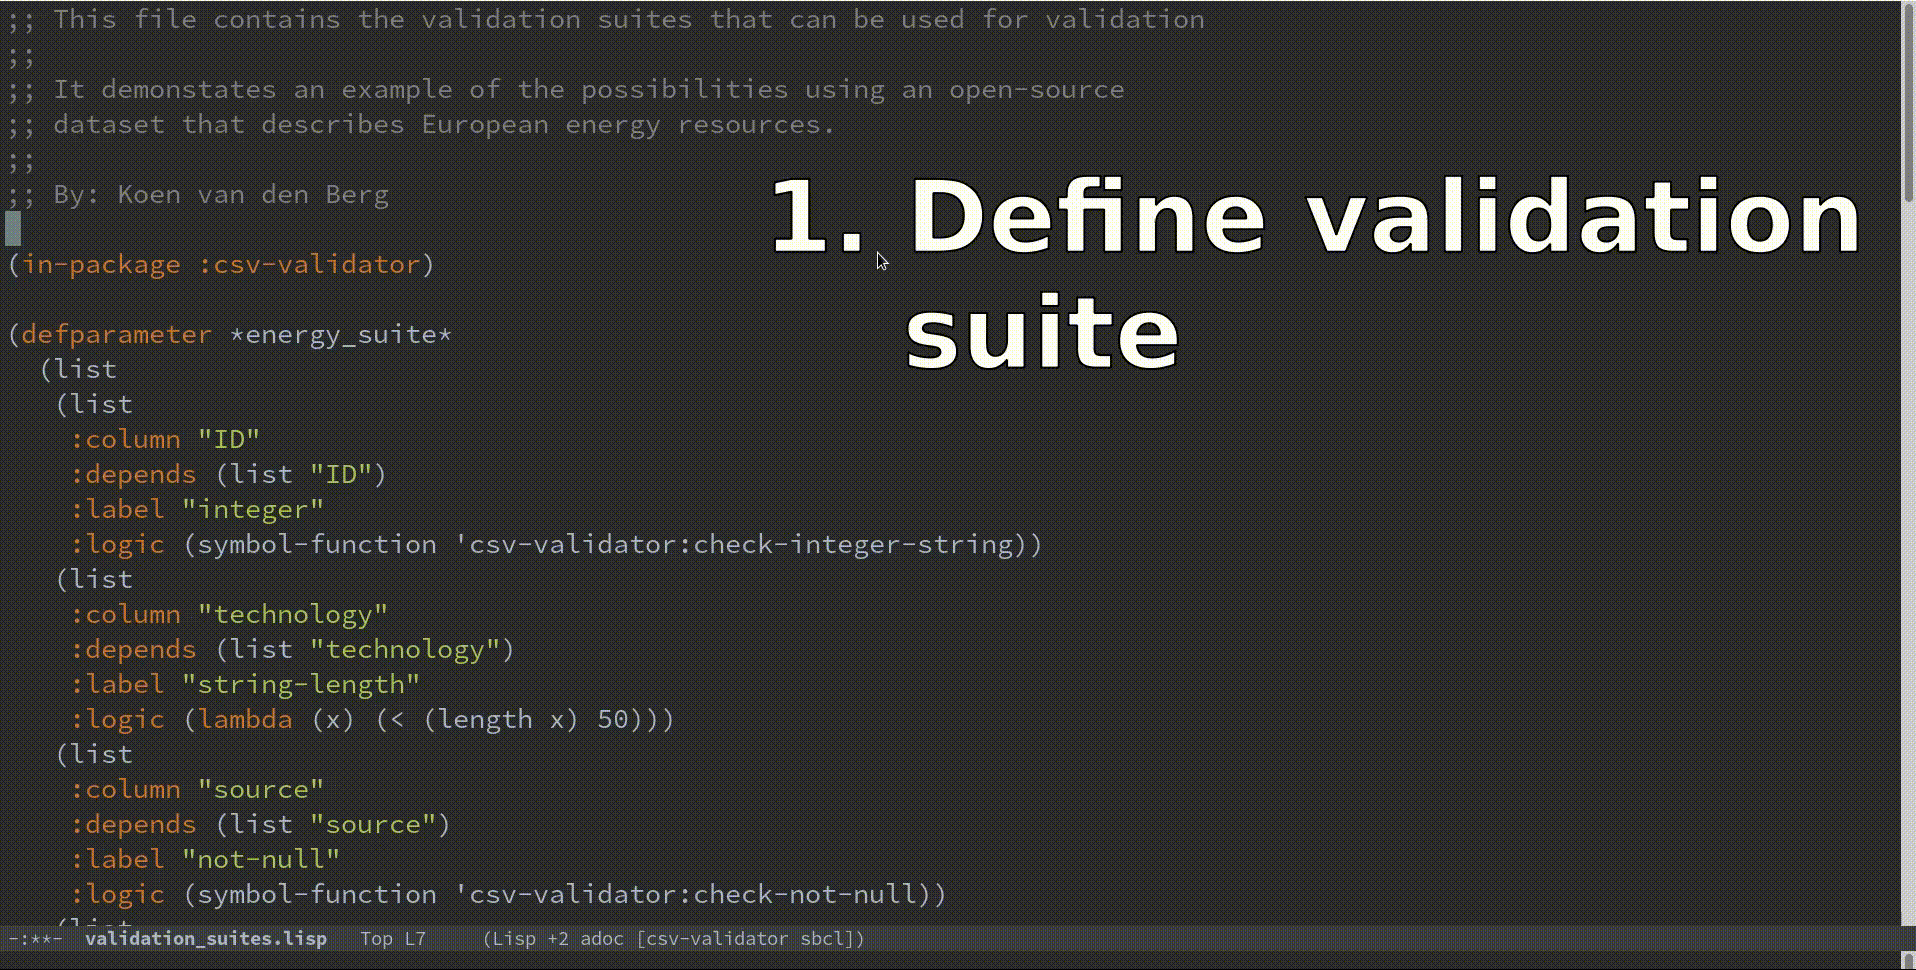 ;; This file contains the validation suites that can be used for validation
;;
;; It demonstates an example of the possibilities using an open-source
;; dataset that describes European energy resources.
;;
;; By: Koen van den Berg
1. Define validation
suite
(in-package :csv-validator)
(defparameter *energy_suite*
(list
(list
:column "ID"
:depends (list "ID")
:label "integer"
:logic (symbol-function 'csv-validator:check-integer-string))
(list
:column "technology"
:depends (list "technology")
:label "string-length"
:logic (lambda (x) (< (length x) 50)))
(list
:column "source"
:depends (list "source")
:label "not-null"
:logic (symbol-function 'csv-validator:check-not-null))
(list
-:**-  validation_suites.lisp   Top L7     (Lisp +2 adoc [csv-validator sbcl])